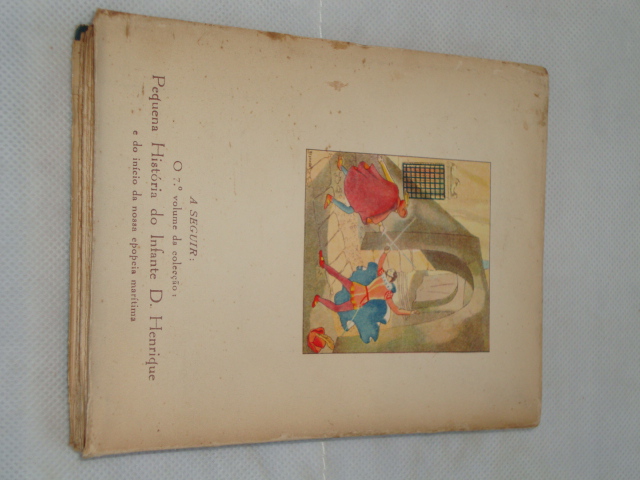 A SEGUIR:
O 7.º volume da colecção:
Pequena História do Infante D. Henrique
e do início da nossa epopeia marítima